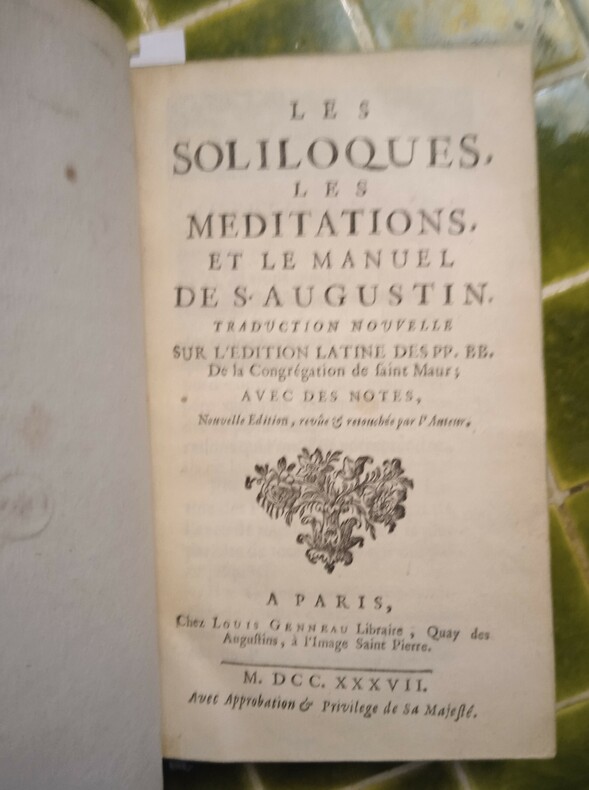 LES
SOLILOQUES,
LES
MEDITATIONS,
ET LE MANUEL
DE S. AUGUSTIN.
TRADUCTION NOUVELLE
SUR L'EDITION LATINE DES PP. BB.
De la Congrégation de saint Maur;
AVEC DES NOTES,
Nouvelle Edition, revûe & retouchée par l'Auteur.
A PARIS,
Chez LOUIS GENNEAU Libraire, Quay des
Augustins, à l'Image Saint Pierre.
M. DCC. XXXVII.
Avec Approbation & Privilege de Sa Majesté.